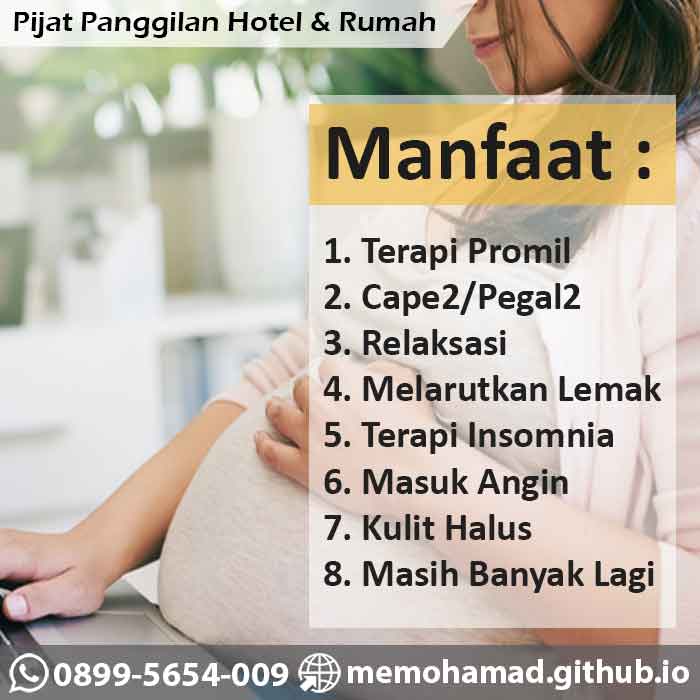 Pijat Panggilan Hotel & Rumah
Manfaat :
1. Terapi Promil
2. Cape2/Pegal2
3. Relaksasi
4. Melarutkan Lemak
5. Terapi Insomnia
6. Masuk Angin
7. Kulit Halus
8. Masih Banyak Lagi
0899-5654-009 memohamad.github.io